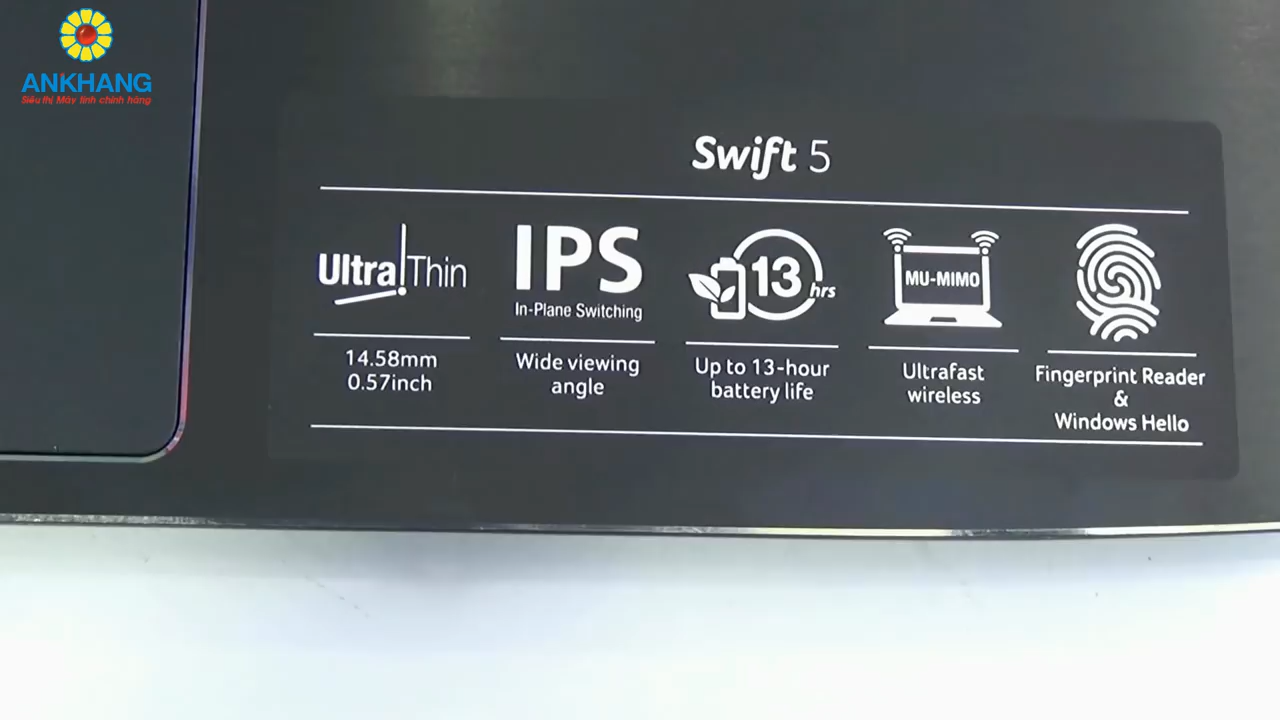 ANKHANG
Siêu thị Máy tính chính hãng
Swift 5
Ultra Thin
14.58mm
0.57inch
IPS
In-Plane Switching
Wide viewing
angle
13 hrs
Up to 13-hour
battery life
MU-MIMO
Ultrafast
wireless
Fingerprint Reader
&
Windows Hello